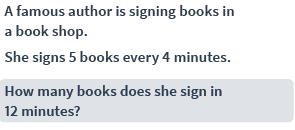 A famous author is signing books in
a book shop.
She signs 5 books every 4 minutes.
How many books does she sign in
12 minutes?